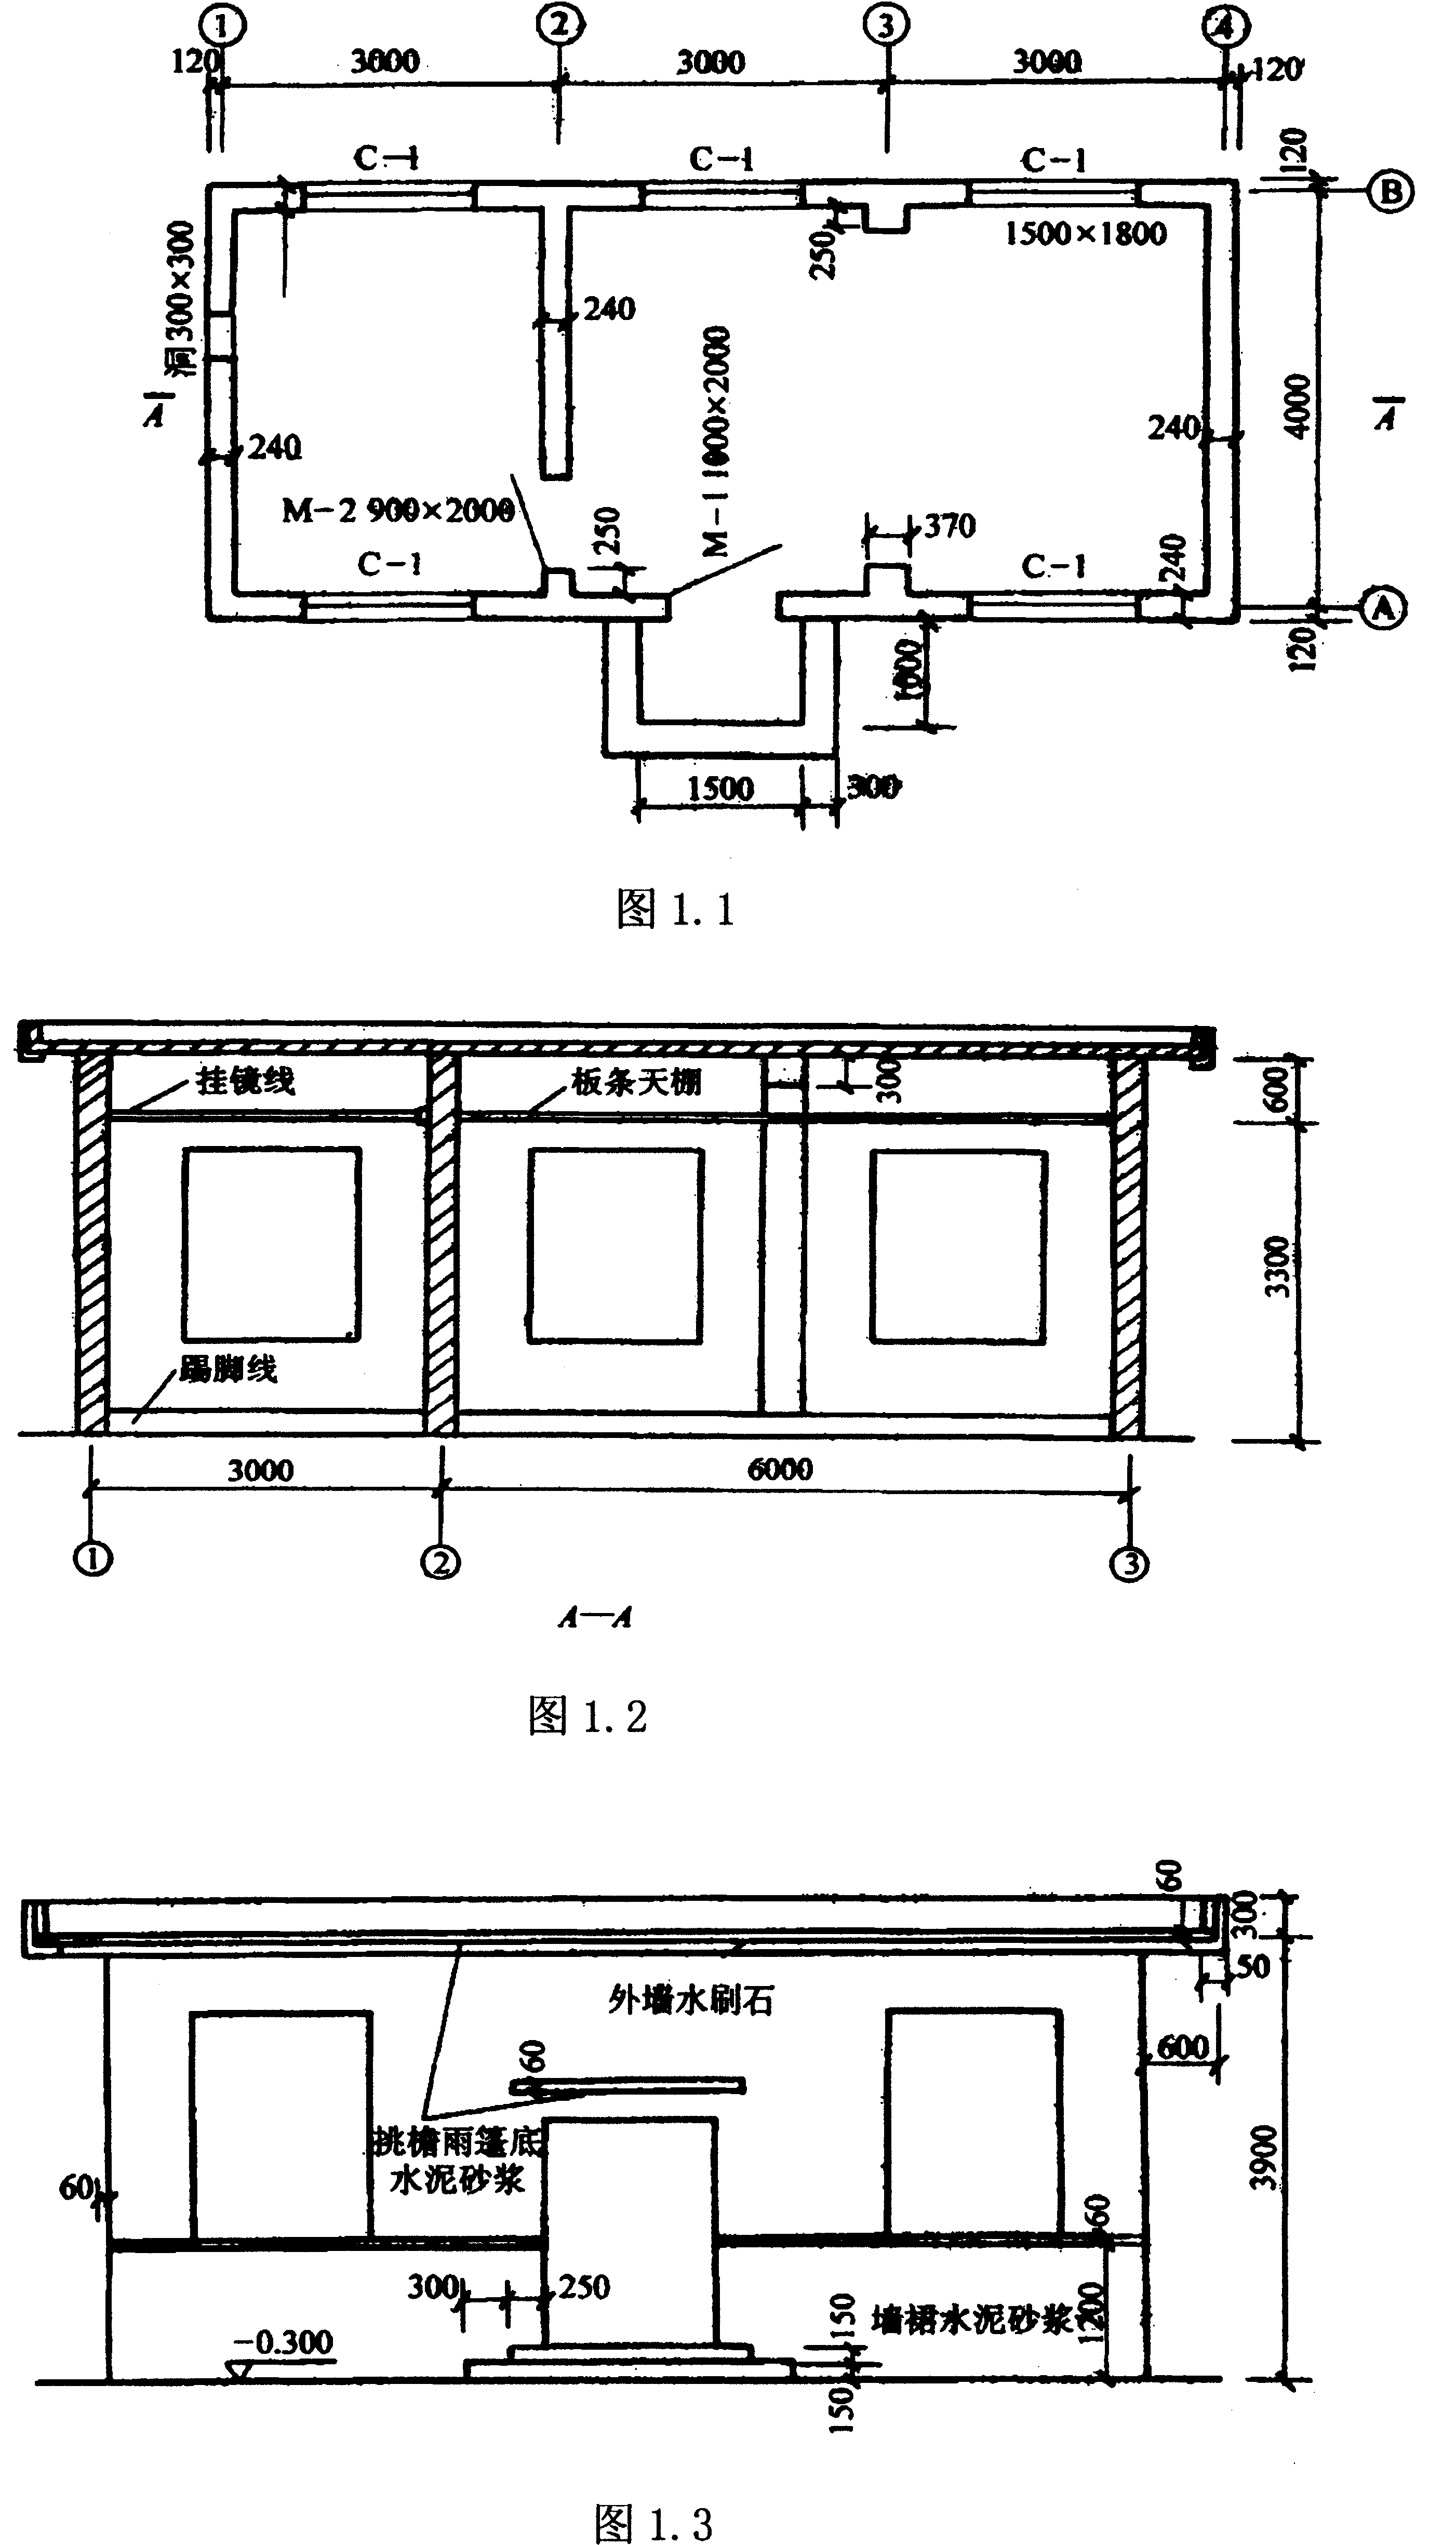 ① ② ③ ④
120 3000 3000 3000 120
C-1 C-1 C-1
120
B
洞300×300
250
1500×1800
240
M-1 1000×2000
4000
A
A
240
240
M-2 900×2000
250
370
C-1
C-1
240
A
120
1000
1500
300
图 1.1
挂镜线
板条天棚
300
600
3300
踢脚线
3000
6000
① ② ③
A—A
图 1.2
60
300
50
外墙水刷石
600
60
挑檐雨篷底
水泥砂浆
3900
60
60
300
250
墙裙水泥砂浆
1200
150
-0.300
150
图 1.3